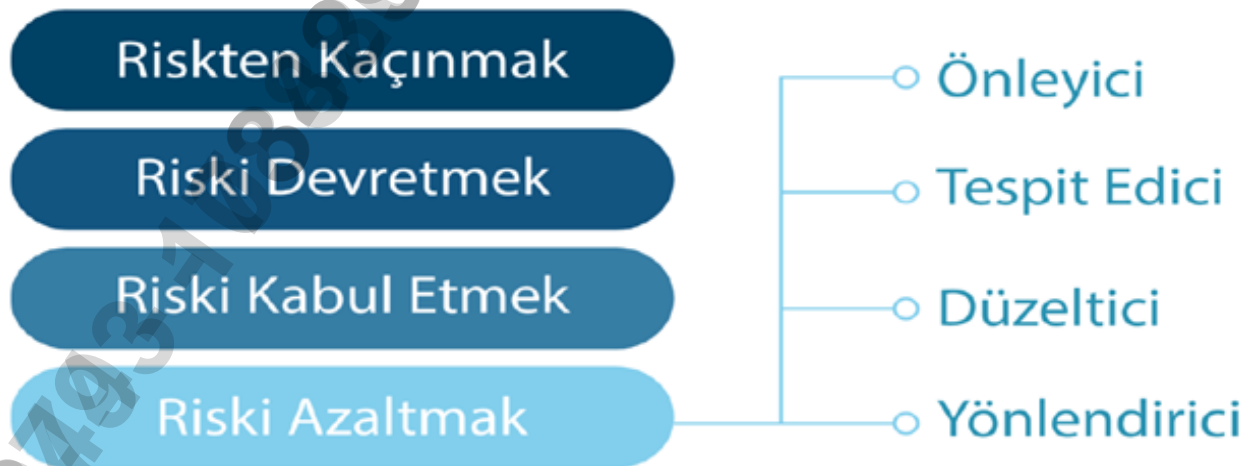 Riskten Kaçınmak
Riski Devretmek
Riski Kabul Etmek
Riski Azaltmak
Önleyici
Tespit Edici
Düzeltici
Yönlendirici